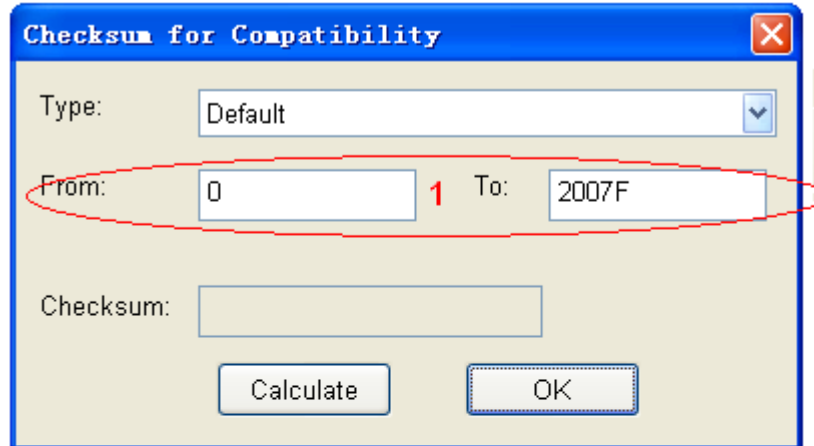 Checksum for Compatibility
Type: Default
From: 0 1 To: 2007F
Checksum:
Calculate OK